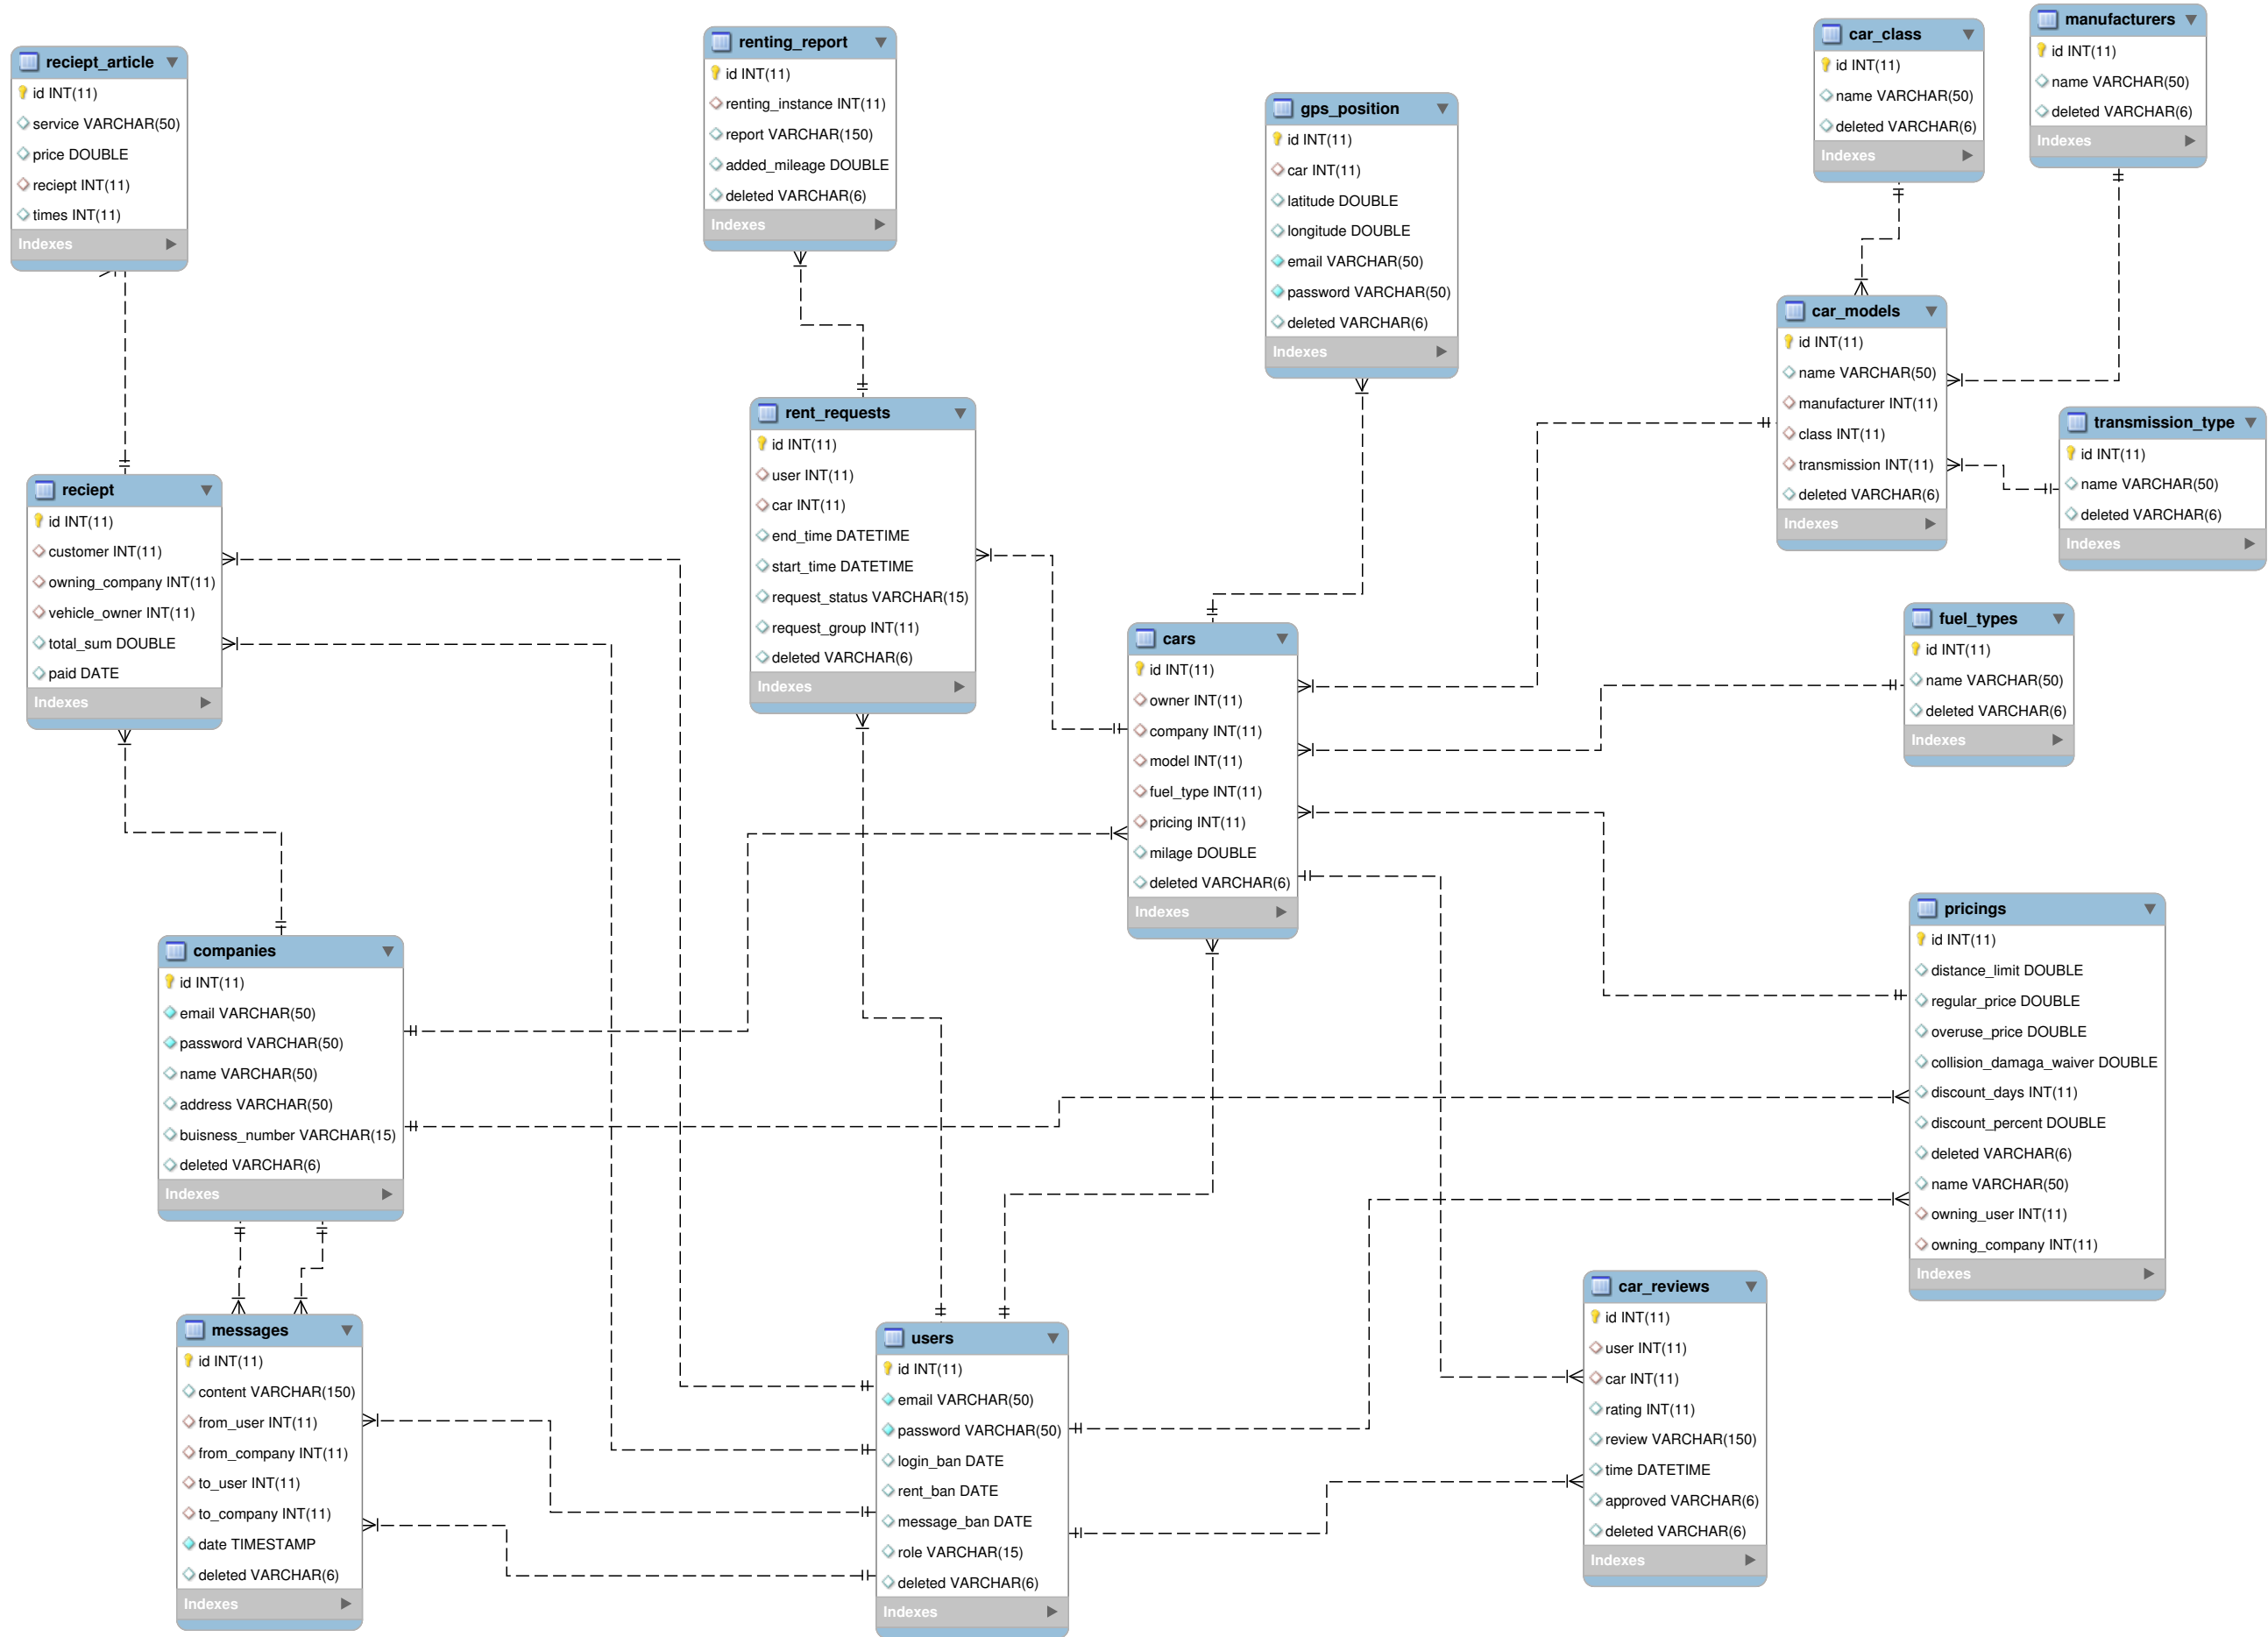 reciept_article
id INT(11)
service VARCHAR(50)
price DOUBLE
reciept INT(11)
times INT(11)
Indexes
renting_report
id INT(11)
renting_instance INT(11)
report VARCHAR(150)
added_mileage DOUBLE
deleted VARCHAR(6)
Indexes
gps_position
id INT(11)
car INT(11)
latitude DOUBLE
longitude DOUBLE
email VARCHAR(50)
password VARCHAR(50)
deleted VARCHAR(6)
Indexes
car_class
id INT(11)
name VARCHAR(50)
deleted VARCHAR(6)
Indexes
manufacturers
id INT(11)
name VARCHAR(50)
deleted VARCHAR(6)
Indexes
car_models
id INT(11)
name VARCHAR(50)
manufacturer INT(11)
class INT(11)
transmission INT(11)
deleted VARCHAR(6)
Indexes
transmission_type
id INT(11)
name VARCHAR(50)
deleted VARCHAR(6)
Indexes
reciept
id INT(11)
customer INT(11)
owning_company INT(11)
vehicle_owner INT(11)
total_sum DOUBLE
paid DATE
Indexes
rent_requests
id INT(11)
user INT(11)
car INT(11)
end_time DATETIME
start_time DATETIME
request_status VARCHAR(15)
request_group INT(11)
deleted VARCHAR(6)
Indexes
cars
id INT(11)
owner INT(11)
company INT(11)
model INT(11)
fuel_type INT(11)
pricing INT(11)
milage DOUBLE
deleted VARCHAR(6)
Indexes
fuel_types
id INT(11)
name VARCHAR(50)
deleted VARCHAR(6)
Indexes
companies
id INT(11)
email VARCHAR(50)
password VARCHAR(50)
name VARCHAR(50)
address VARCHAR(50)
buisness_number VARCHAR(15)
deleted VARCHAR(6)
Indexes
pricings
id INT(11)
distance_limit DOUBLE
regular_price DOUBLE
overuse_price DOUBLE
collision_damaga_waiver DOUBLE
discount_days INT(11)
discount_percent DOUBLE
deleted VARCHAR(6)
name VARCHAR(50)
owning_user INT(11)
owning_company INT(11)
Indexes
messages
id INT(11)
content VARCHAR(150)
from_user INT(11)
from_company INT(11)
to_user INT(11)
to_company INT(11)
date TIMESTAMP
deleted VARCHAR(6)
Indexes
users
id INT(11)
email VARCHAR(50)
password VARCHAR(50)
login_ban DATE
rent_ban DATE
message_ban DATE
role VARCHAR(15)
deleted VARCHAR(6)
Indexes
car_reviews
id INT(11)
user INT(11)
car INT(11)
rating INT(11)
review VARCHAR(150)
time DATETIME
approved VARCHAR(6)
deleted VARCHAR(6)
Indexes